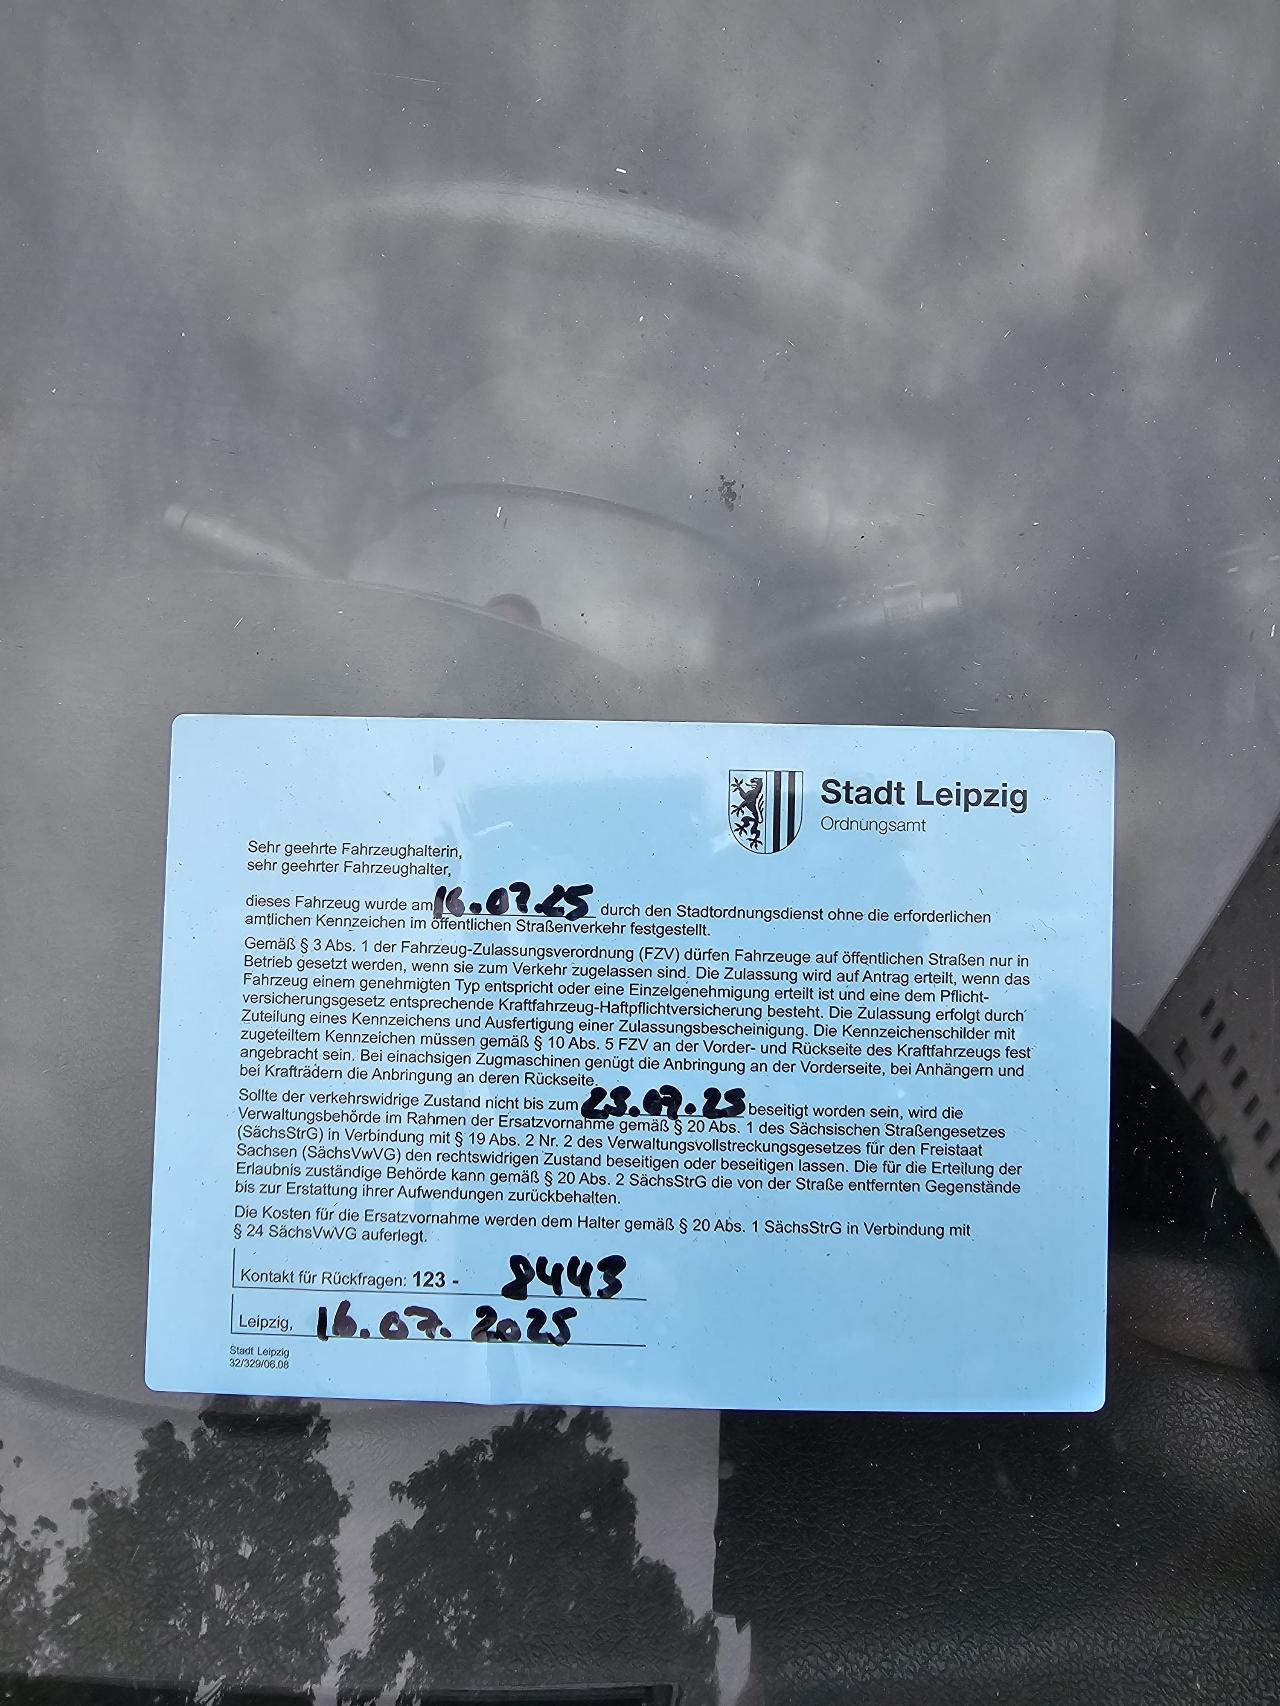 Stadt Leipzig
Ordnungsamt
Sehr geehrte Fahrzeughalterin,
sehr geehrter Fahrzeughalter,
dieses Fahrzeug wurde am 16.07.25 durch den Stadtordnungsdienst ohne die erforderlichen
amtlichen Kennzeichen im öffentlichen Straßenverkehr festgestellt.
Gemäß § 3 Abs. 1 der Fahrzeug-Zulassungsverordnung (FZV) dürfen Fahrzeuge auf öffentlichen Straßen nur in
Betrieb gesetzt werden, wenn sie zum Verkehr zugelassen sind. Die Zulassung wird auf Antrag erteilt, wenn das
Fahrzeug einem genehmigten Typ entspricht oder eine Einzelgenehmigung erteilt ist und eine dem Pflicht-
versicherungsgesetz entsprechende Kraftfahrzeug-Haftpflichtversicherung besteht. Die Zulassung erfolgt durch
Zuteilung eines Kennzeichens und Ausfertigung einer Zulassungsbescheinigung. Die Kennzeichenschilder mit
zugeteiltem Kennzeichen müssen gemäß § 10 Abs. 5 FZV an der Vorder- und Rückseite des Kraftfahrzeugs fest
angebracht sein. Bei einachsigen Zugmaschinen genügt die Anbringung an der Vorderseite, bei Anhängern und
bei Krafträdern die Anbringung an deren Rückseite.
Sollte der verkehrswidrige Zustand nicht bis zum 23.07.25 beseitigt worden sein, wird die
Verwaltungsbehörde im Rahmen der Ersatzvornahme gemäß § 20 Abs. 1 des Sächsischen Straßengesetzes
(SächsStrG) in Verbindung mit § 19 Abs. 2 Nr. 2 des Verwaltungsvollstreckungsgesetzes für den Freistaat
Sachsen (SächsVwVG) den rechtswidrigen Zustand beseitigen oder beseitigen lassen. Die für die Erteilung der
Erlaubnis zuständige Behörde kann gemäß § 20 Abs. 2 SächsStrG die von der Straße entfernten Gegenstände
bis zur Erstattung ihrer Aufwendungen zurückbehalten.
Die Kosten für die Ersatzvornahme werden dem Halter gemäß § 20 Abs. 1 SächsStrG in Verbindung mit
§ 24 SächsVwVG auferlegt.
Kontakt für Rückfragen: 123 - 8443
Leipzig, 16.07.2025
Stadt Leipzig
32/329/06.08